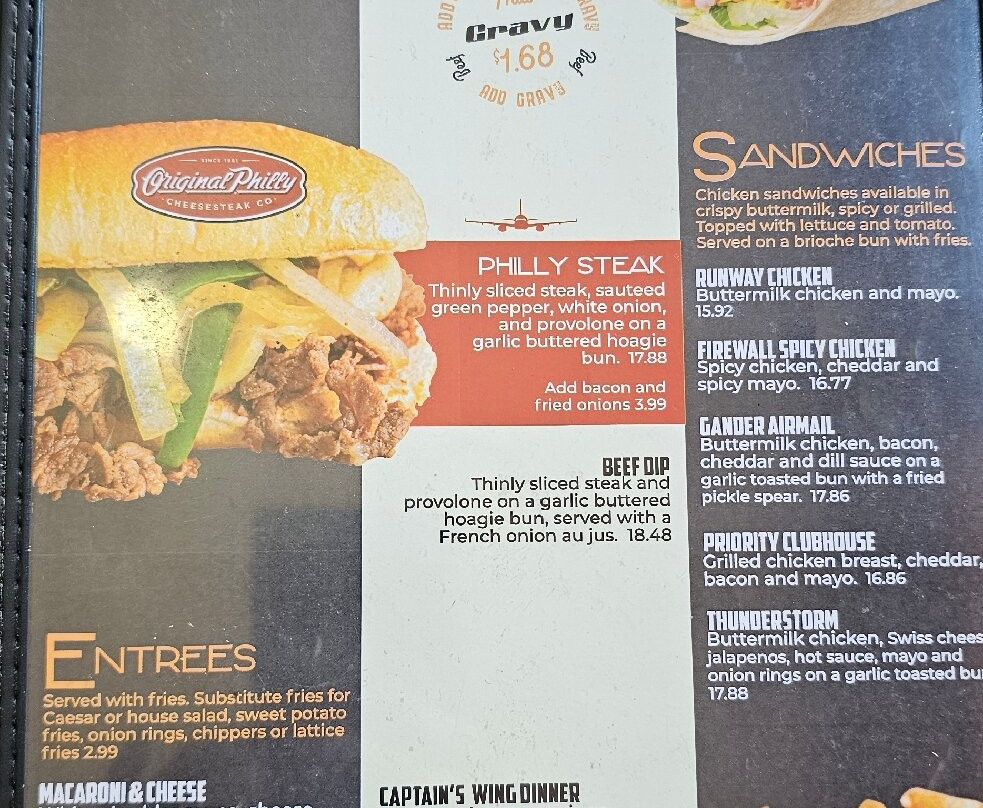 Gravy
$1.68
Beef
Beef
ADD GRAVY
SINCE 1981
Original Philly
CHEESESTEAK CO.
PHILLY STEAK
Thinly sliced steak, sauteed
green pepper, white onion,
and provolone on a
garlic buttered hoagie
bun. 17.88
Add bacon and
fried onions 3.99
BEEF DIP
Thinly sliced steak and
provolone on a garlic buttered
hoagie bun, served with a
French onion au jus. 18.48
SANDWICHES
Chicken sandwiches available in
crispy buttermilk, spicy or grilled.
Topped with lettuce and tomato.
Served on a brioche bun with fries.
RUNWAY CHICKEN
Buttermilk chicken and mayo.
15.92
FIREWALL SPICY CHICKEN
Spicy chicken, cheddar and
spicy mayo. 16.77
GANDER AIRMAIL
Buttermilk chicken, bacon,
cheddar and dill sauce on a
garlic toasted bun with a fried
pickle spear. 17.86
PRIORITY CLUBHOUSE
Grilled chicken breast, cheddar,
bacon and mayo. 16.86
THUNDERSTORM
Buttermilk chicken, Swiss chees
jalapenos, hot sauce, mayo and
onion rings on a garlic toasted bu
17.88
ENTREES
Served with fries. Substitute fries for
Caesar or house salad, sweet potato
fries, onion rings, chippers or lattice
fries 2.99
MACARONI & CHEESE
CAPTAIN'S WING DINNER